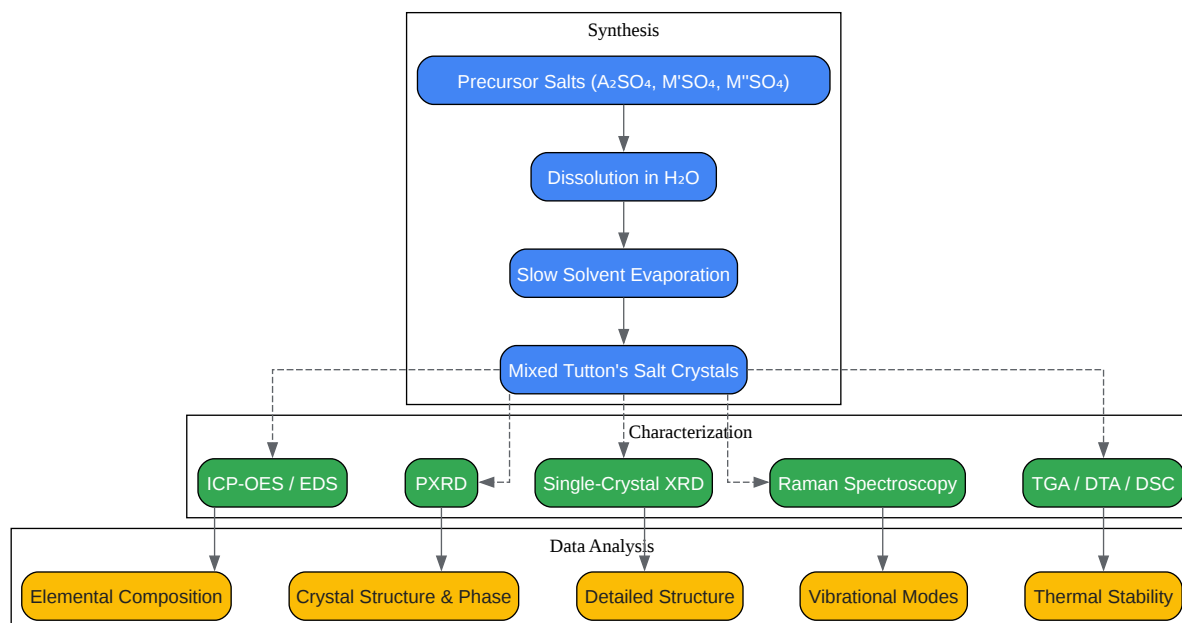 Synthesis
Precursor Salts (A₂SO₄, M'SO₄, M''SO₄)
Dissolution in H₂O
Slow Solvent Evaporation
Mixed Tutton's Salt Crystals
Characterization
ICP-OES / EDS
PXRD
Single-Crystal XRD
Raman Spectroscopy
TGA / DTA / DSC
Data Analysis
Elemental Composition
Crystal Structure & Phase
Detailed Structure
Vibrational Modes
Thermal Stability